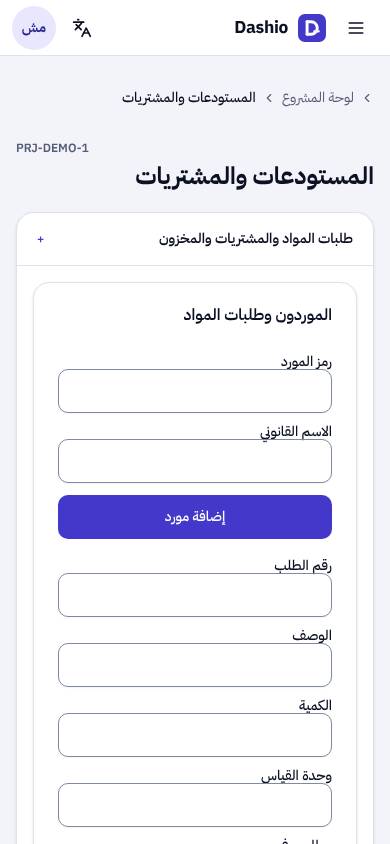 Dashio
مش
لوحة المشروع
المستودعات والمشتريات
PRJ-DEMO-1
المستودعات والمشتريات
طلبات المواد والمشتريات والمخزون
+
الموردون وطلبات المواد
رمز المورد
الاسم القانوني
إضافة مورد
رقم الطلب
الوصف
الكمية
وحدة القياس